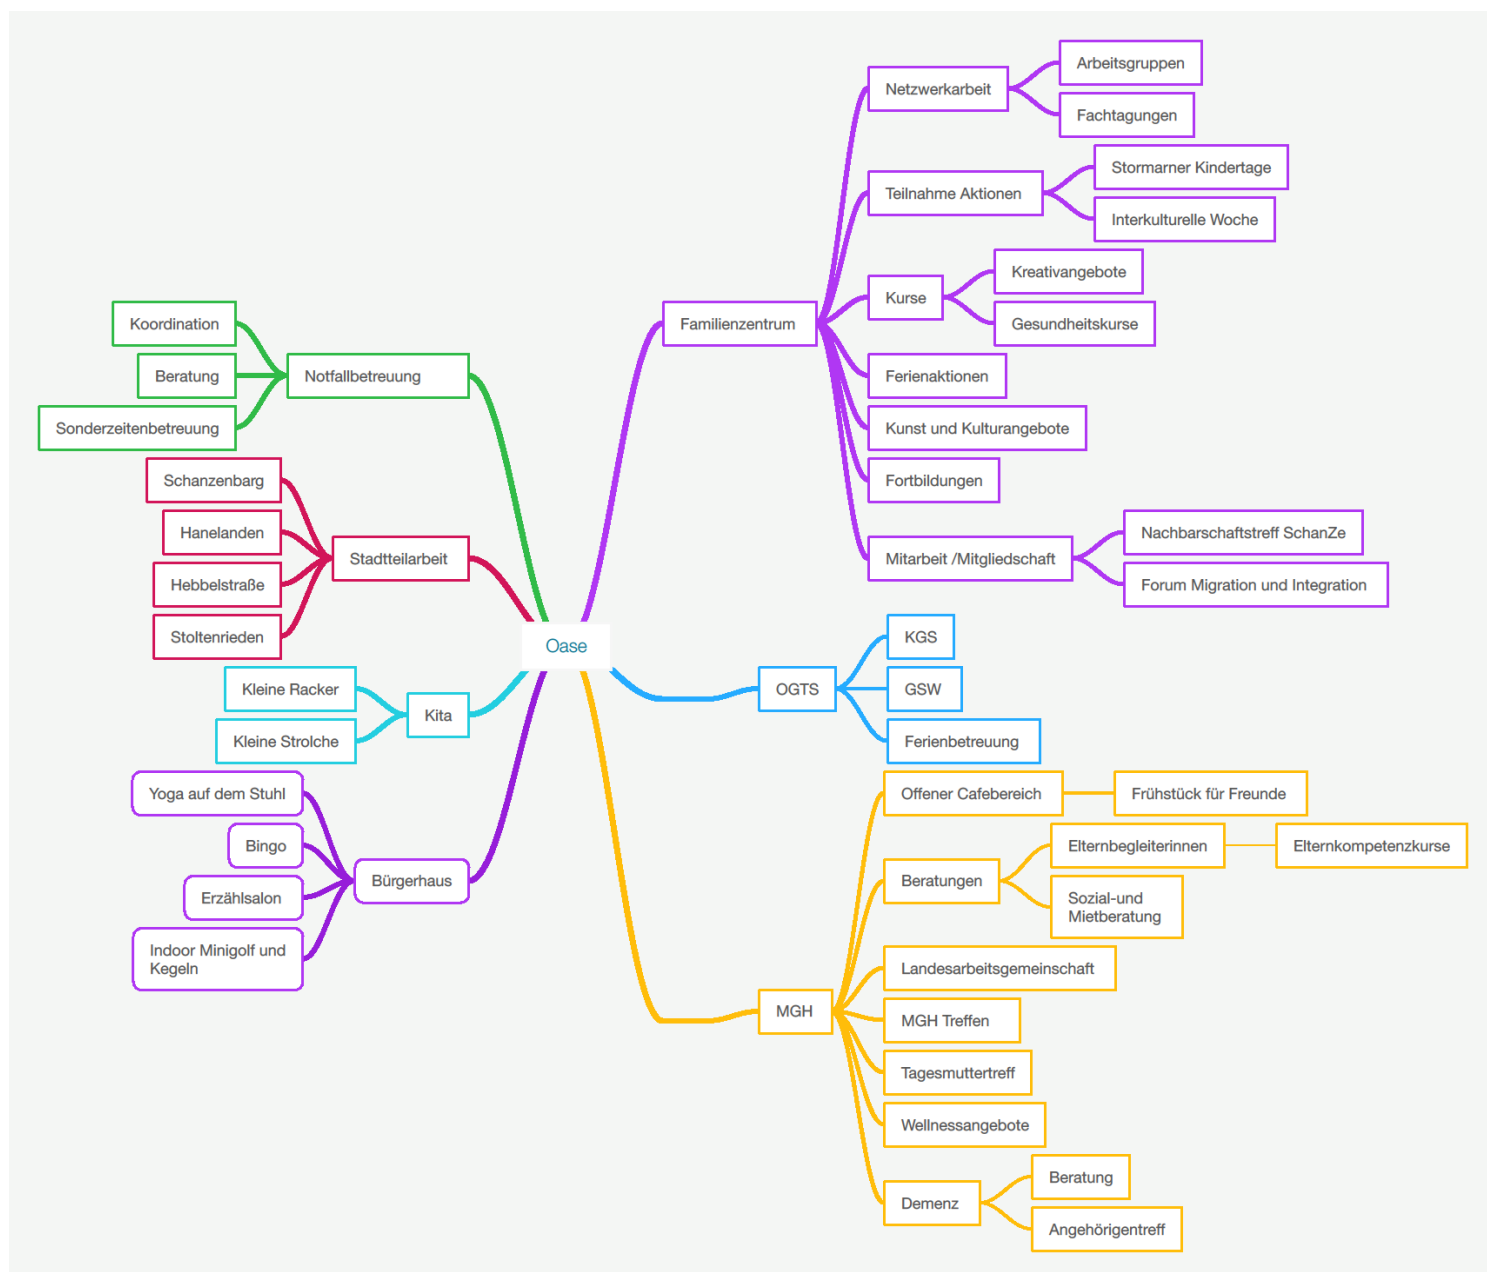 Oase
Notfallbetreuung
Koordination
Beratung
Sonderzeitenbetreuung
Stadtteilarbeit
Schanzenbarg
Hanelanden
Hebbelstraße
Stoltenrieden
Kita
Kleine Racker
Kleine Strolche
Bürgerhaus
Yoga auf dem Stuhl
Bingo
Erzählsalon
Indoor Minigolf und
Kegeln
Familienzentrum
Netzwerkarbeit
Arbeitsgruppen
Fachtagungen
Teilnahme Aktionen
Stormarner Kindertage
Interkulturelle Woche
Kurse
Kreativangebote
Gesundheitskurse
Ferienaktionen
Kunst und Kulturangebote
Fortbildungen
Mitarbeit /Mitgliedschaft
Nachbarschaftstreff SchanZe
Forum Migration und Integration
OGTS
KGS
GSW
Ferienbetreuung
MGH
Offener Cafebereich
Frühstück für Freunde
Beratungen
Elternbegleiterinnen
Elternkompetenzkurse
Sozial-und
Mietberatung
Landesarbeitsgemeinschaft
MGH Treffen
Tagesmuttertreff
Wellnessangebote
Demenz
Beratung
Angehörigentreff